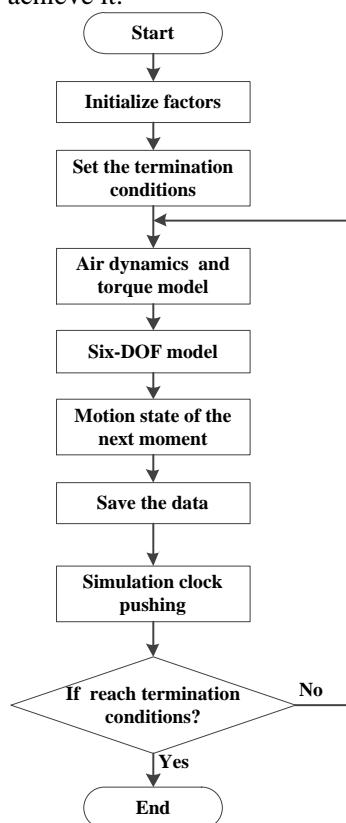 achieve it.
Start
Initialize factors
Set the termination
conditions
Air dynamics and
torque model
Six-DOF model
Motion state of the
next moment
Save the data
Simulation clock
pushing
If reach termination
conditions?
No
Yes
End